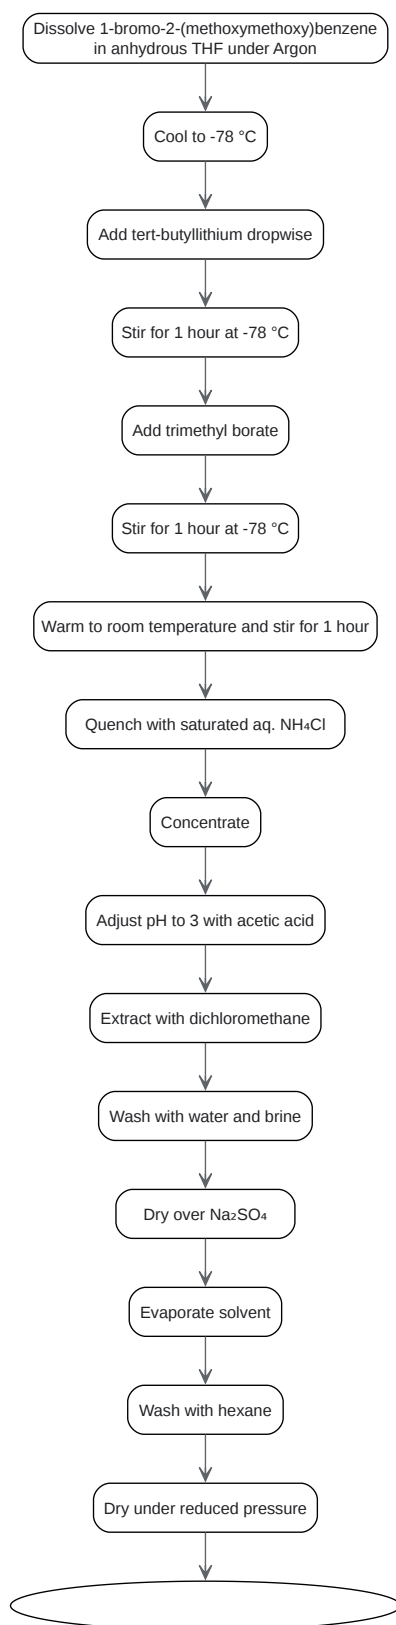 Dissolve 1-bromo-2-(methoxymethoxy)benzene
in anhydrous THF under Argon
Cool to -78 °C
Add tert-butyllithium dropwise
Stir for 1 hour at -78 °C
Add trimethyl borate
Stir for 1 hour at -78 °C
Warm to room temperature and stir for 1 hour
Quench with saturated aq. NH₄Cl
Concentrate
Adjust pH to 3 with acetic acid
Extract with dichloromethane
Wash with water and brine
Dry over Na₂SO₄
Evaporate solvent
Wash with hexane
Dry under reduced pressure